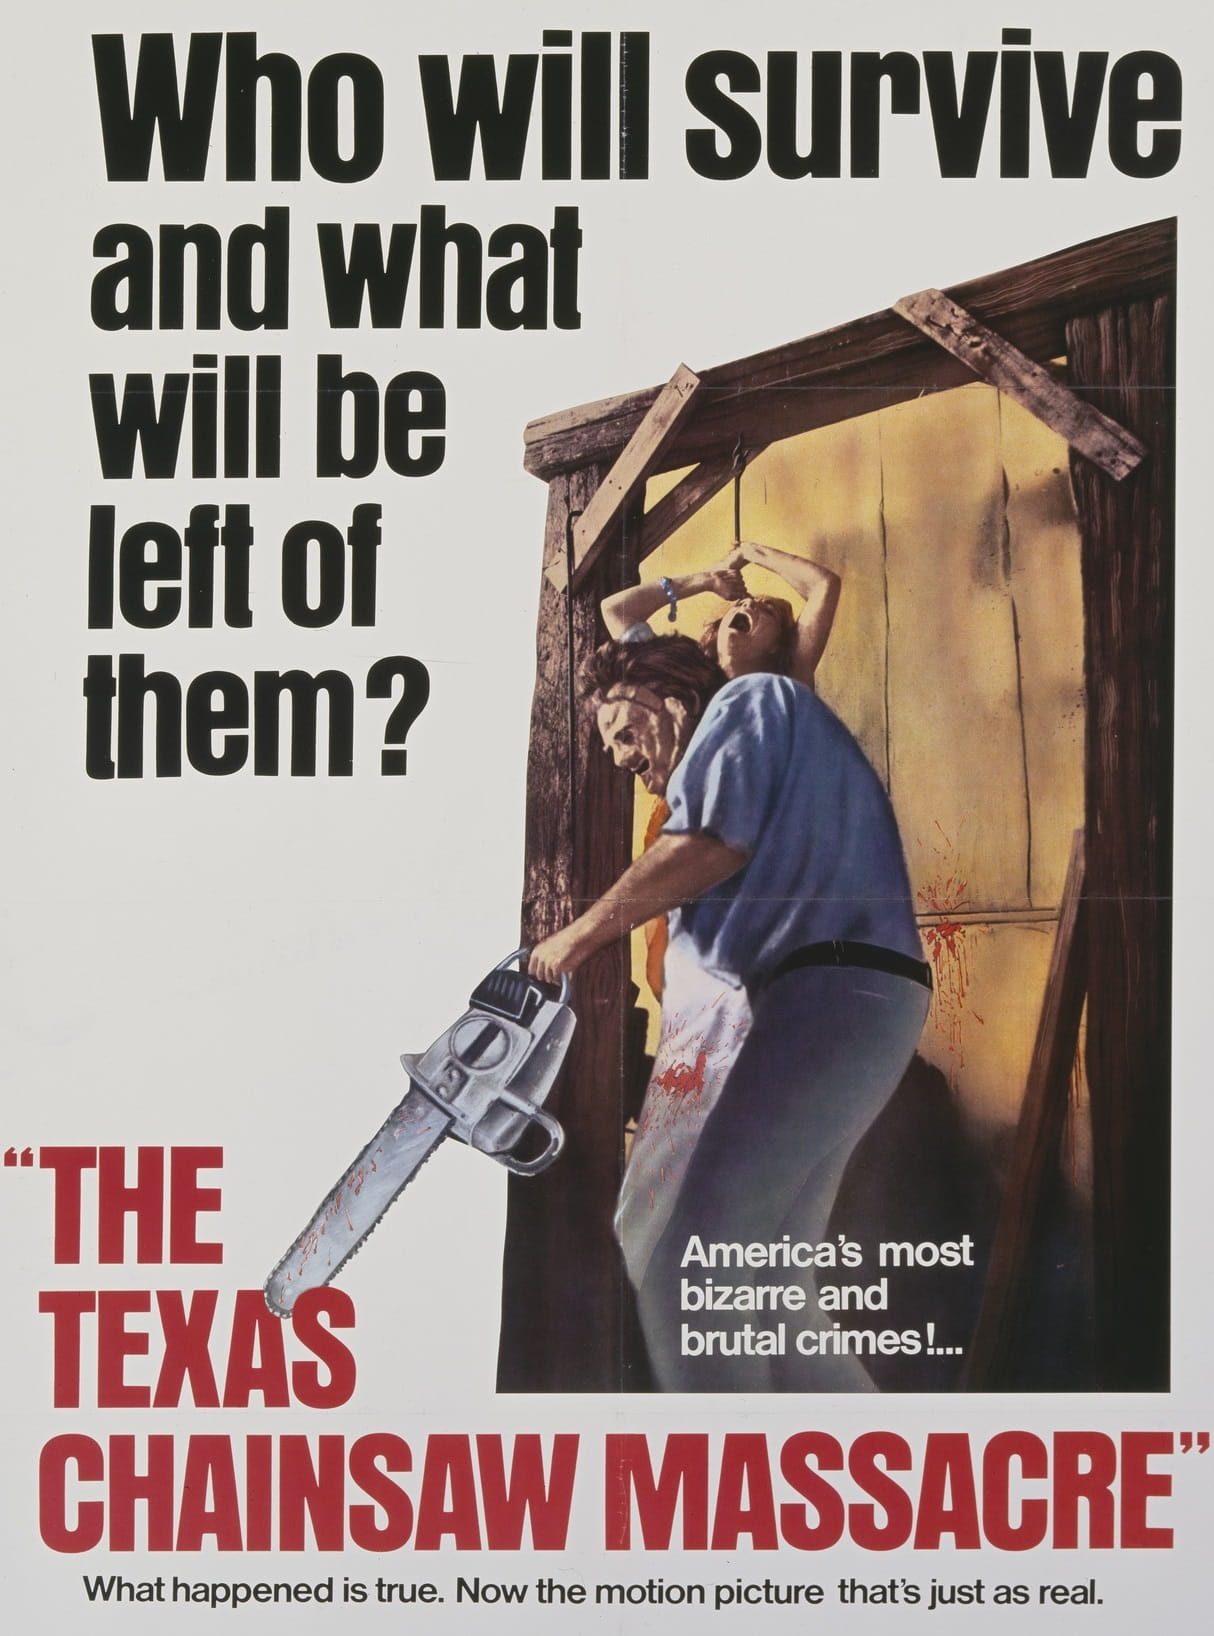 Who will survive
and what
will be
left of
them?
America's most
bizarre and
brutal crimes!...
“THE
TEXAS
CHAINSAW MASSACRE”
What happened is true. Now the motion picture that's just as real.